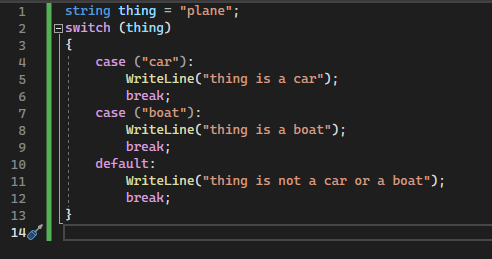 1 string thing = "plane";
2 switch (thing)
3 {
4     case ("car"):
5         WriteLine("thing is a car");
6         break;
7     case ("boat"):
8         WriteLine("thing is a boat");
9         break;
10     default:
11         WriteLine("thing is not a car or a boat");
12         break;
13 }
14